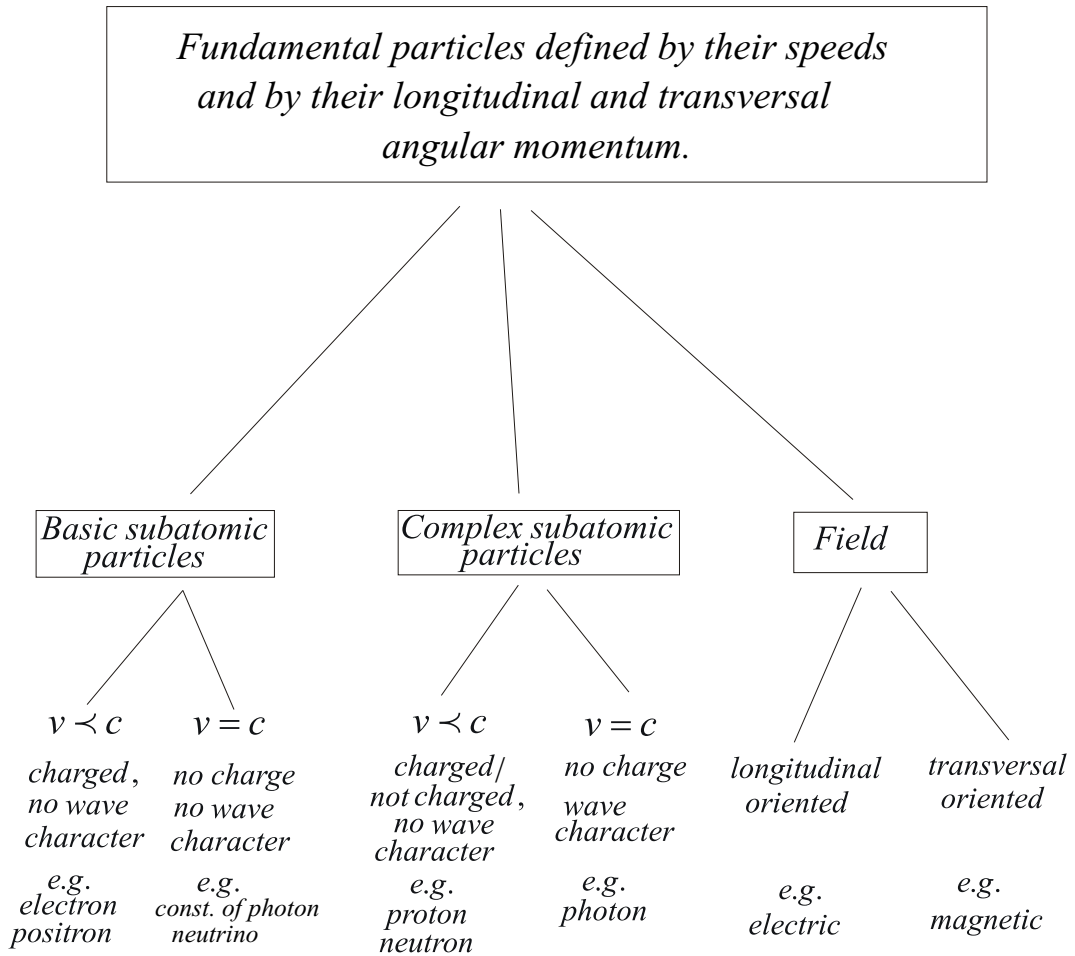 Fundamental particles defined by their speeds
and by their longitudinal and transversal
angular momentum.
Basic subatomic
particles
Complex subatomic
particles
Field
v ≺ c
charged,
no wave
character
e.g.
electron
positron
v = c
no charge
no wave
character
e.g.
const. of photon
neutrino
v ≺ c
charged/
not charged,
no wave
character
e.g.
proton
neutron
v = c
no charge
wave
character
e.g.
photon
longitudinal
oriented
e.g.
electric
transversal
oriented
e.g.
magnetic